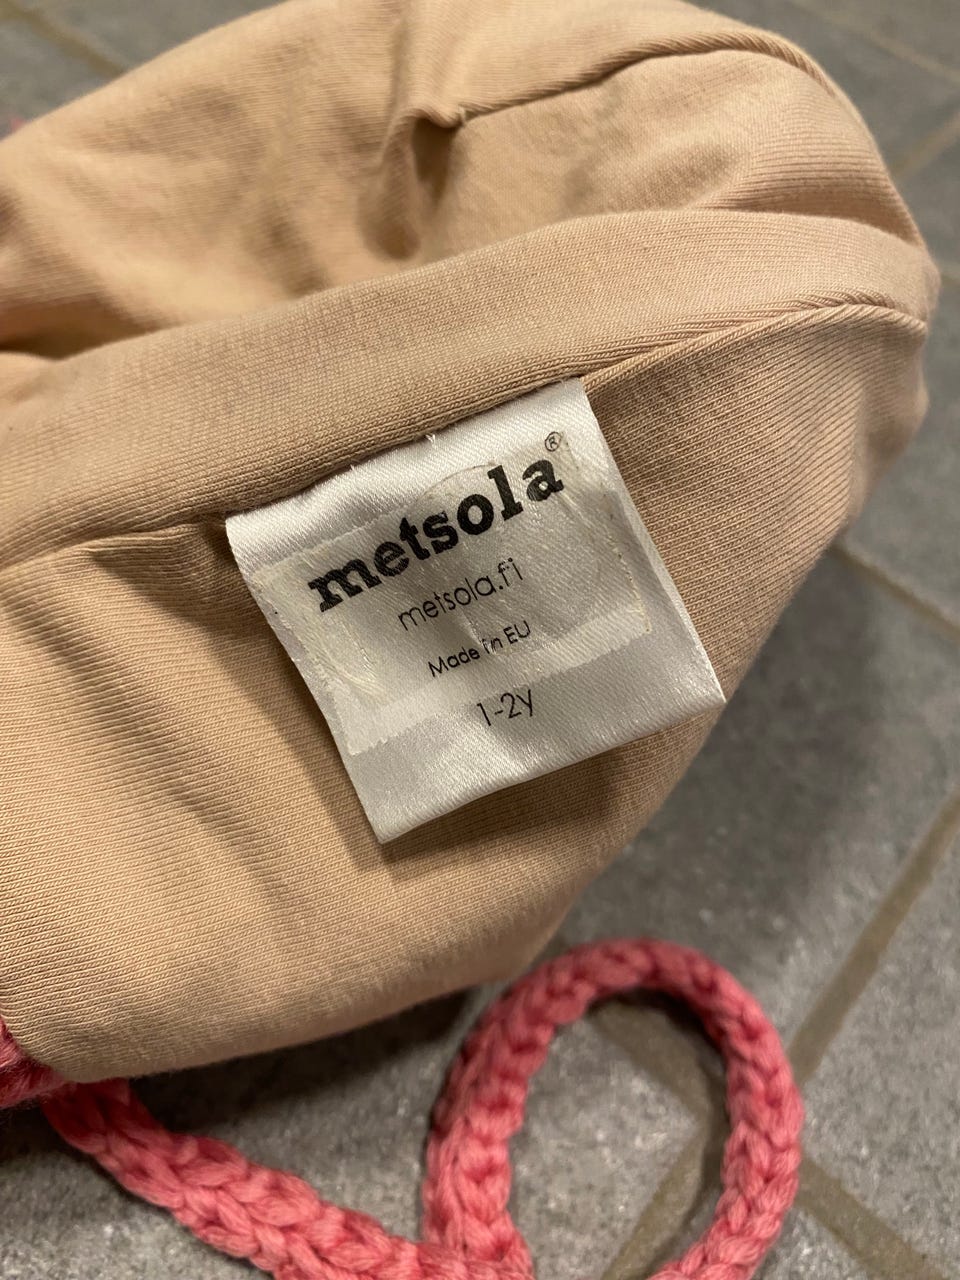 metsola®
metsola.fi
Made in EU
1-2y